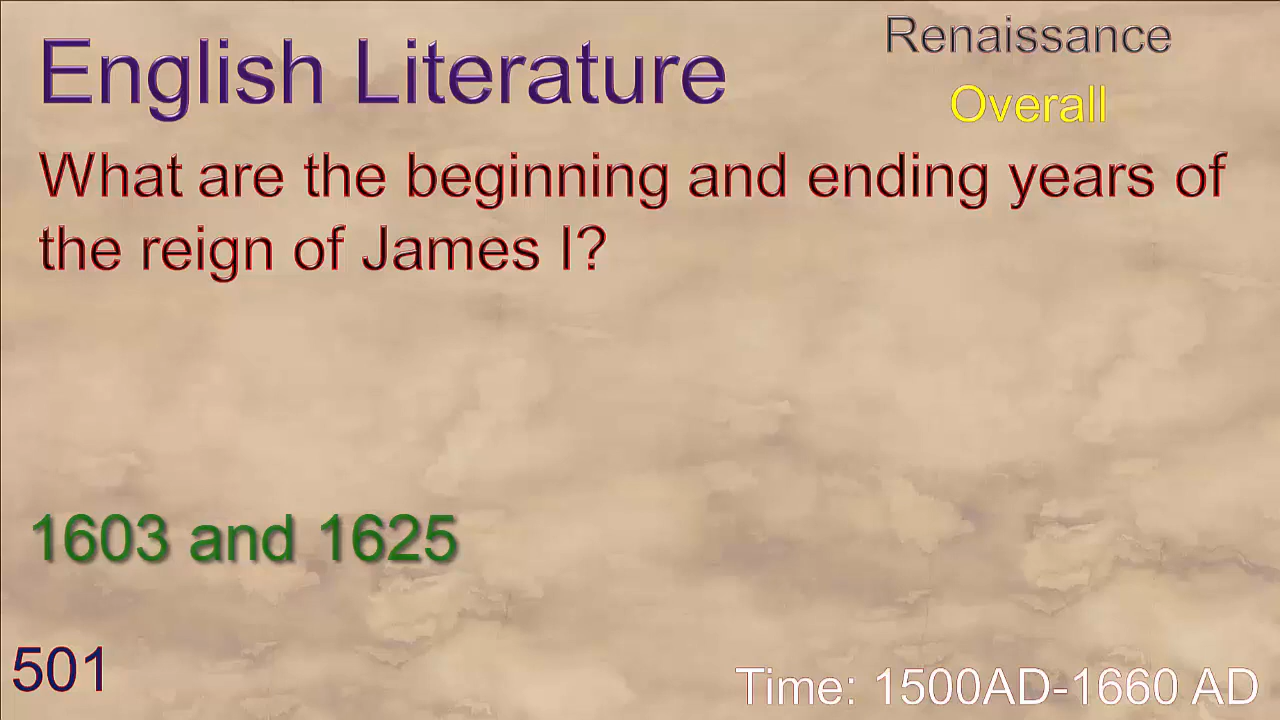 English Literature
Renaissance
Overall
What are the beginning and ending years of
the reign of James I?
1603 and 1625
501
Time: 1500AD-1660 AD